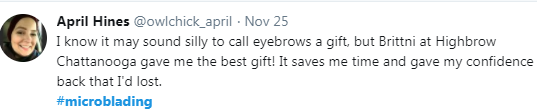 April Hines @owlchick_april · Nov 25
I know it may sound silly to call eyebrows a gift, but Brittni at Highbrow
Chattanooga gave me the best gift! It saves me time and gave my confidence
back that I'd lost.
#microblading